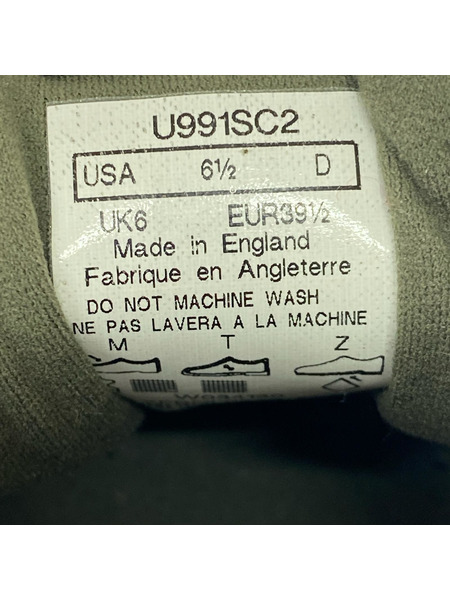 U991SC2
USA 6½ D
UK6 EUR39½
Made in England
Fabrique en Angleterre
DO NOT MACHINE WASH
NE PAS LAVERA A LA MACHINE
M T Z